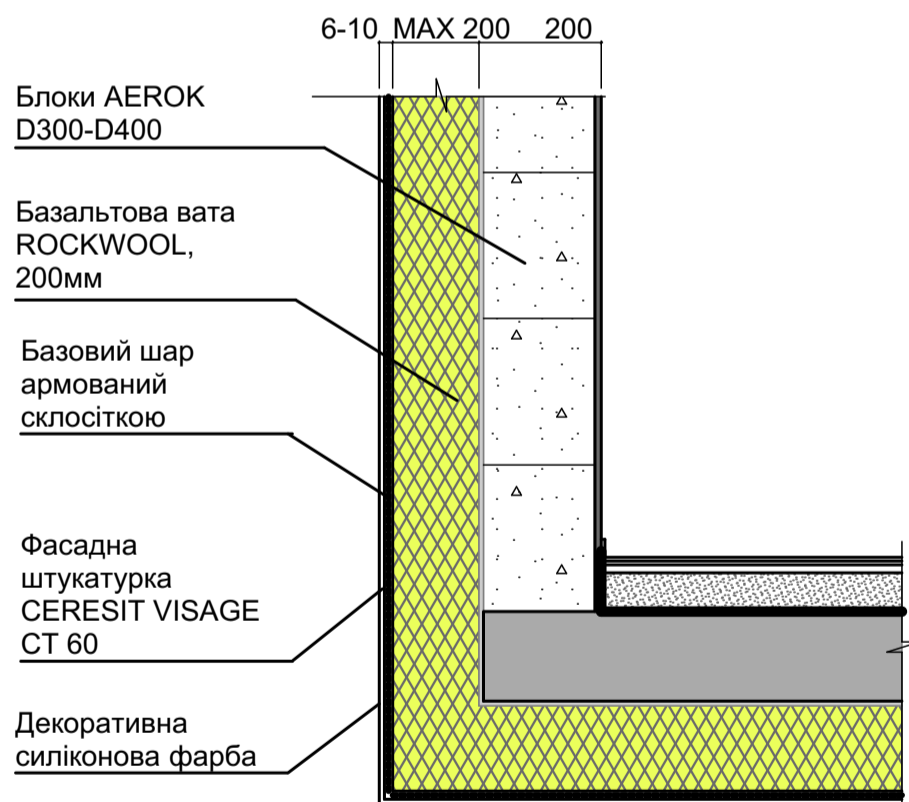 6-10 MAX 200 200
Блоки AEROK
D300-D400
Базальтова вата
ROCKWOOL,
200мм
Базовий шар
армований
склосіткою
Фасадна
штукатурка
CERESIT VISAGE
CT 60
Декоративна
силіконова фарба